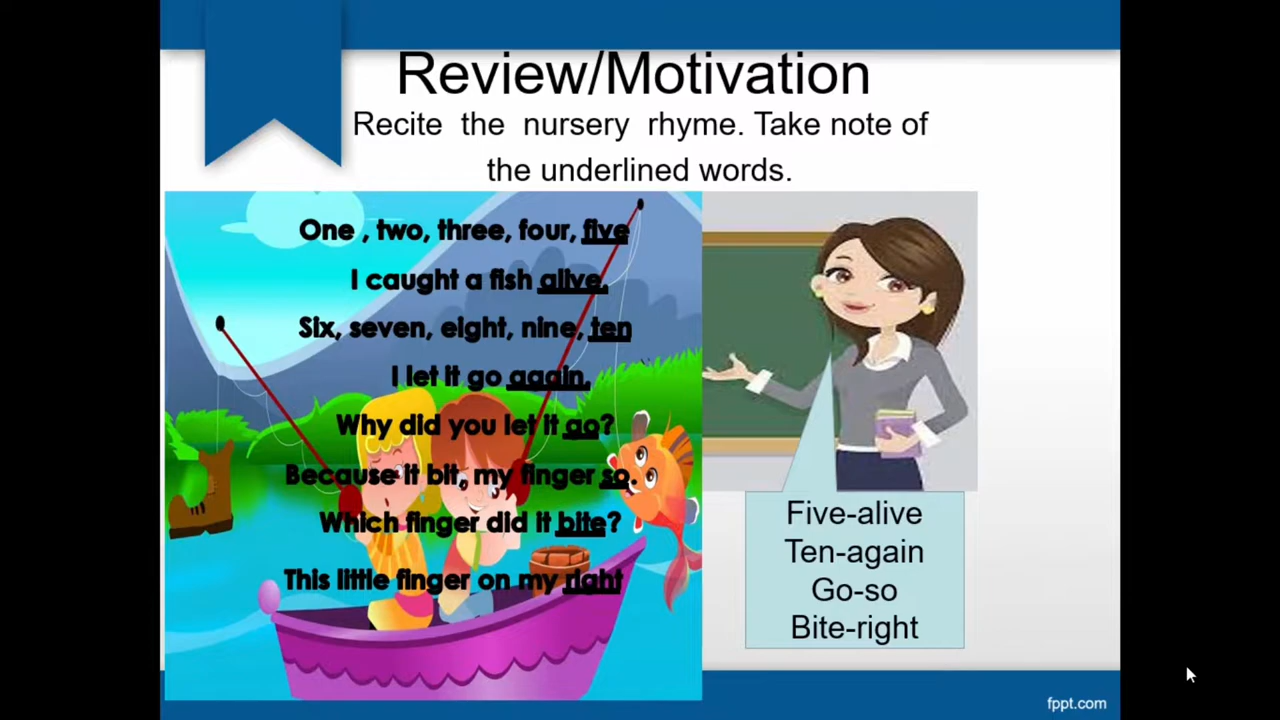 Review/Motivation
Recite the nursery rhyme. Take note of
the underlined words.
One , two, three, four, five
I caught a fish alive.
Six, seven, eight, nine, ten
I let it go again.
Why did you let it go?
Because it bit, my finger so.
Which finger did it bite?
This little finger on my right
Five-alive
Ten-again
Go-so
Bite-right
fppt.com